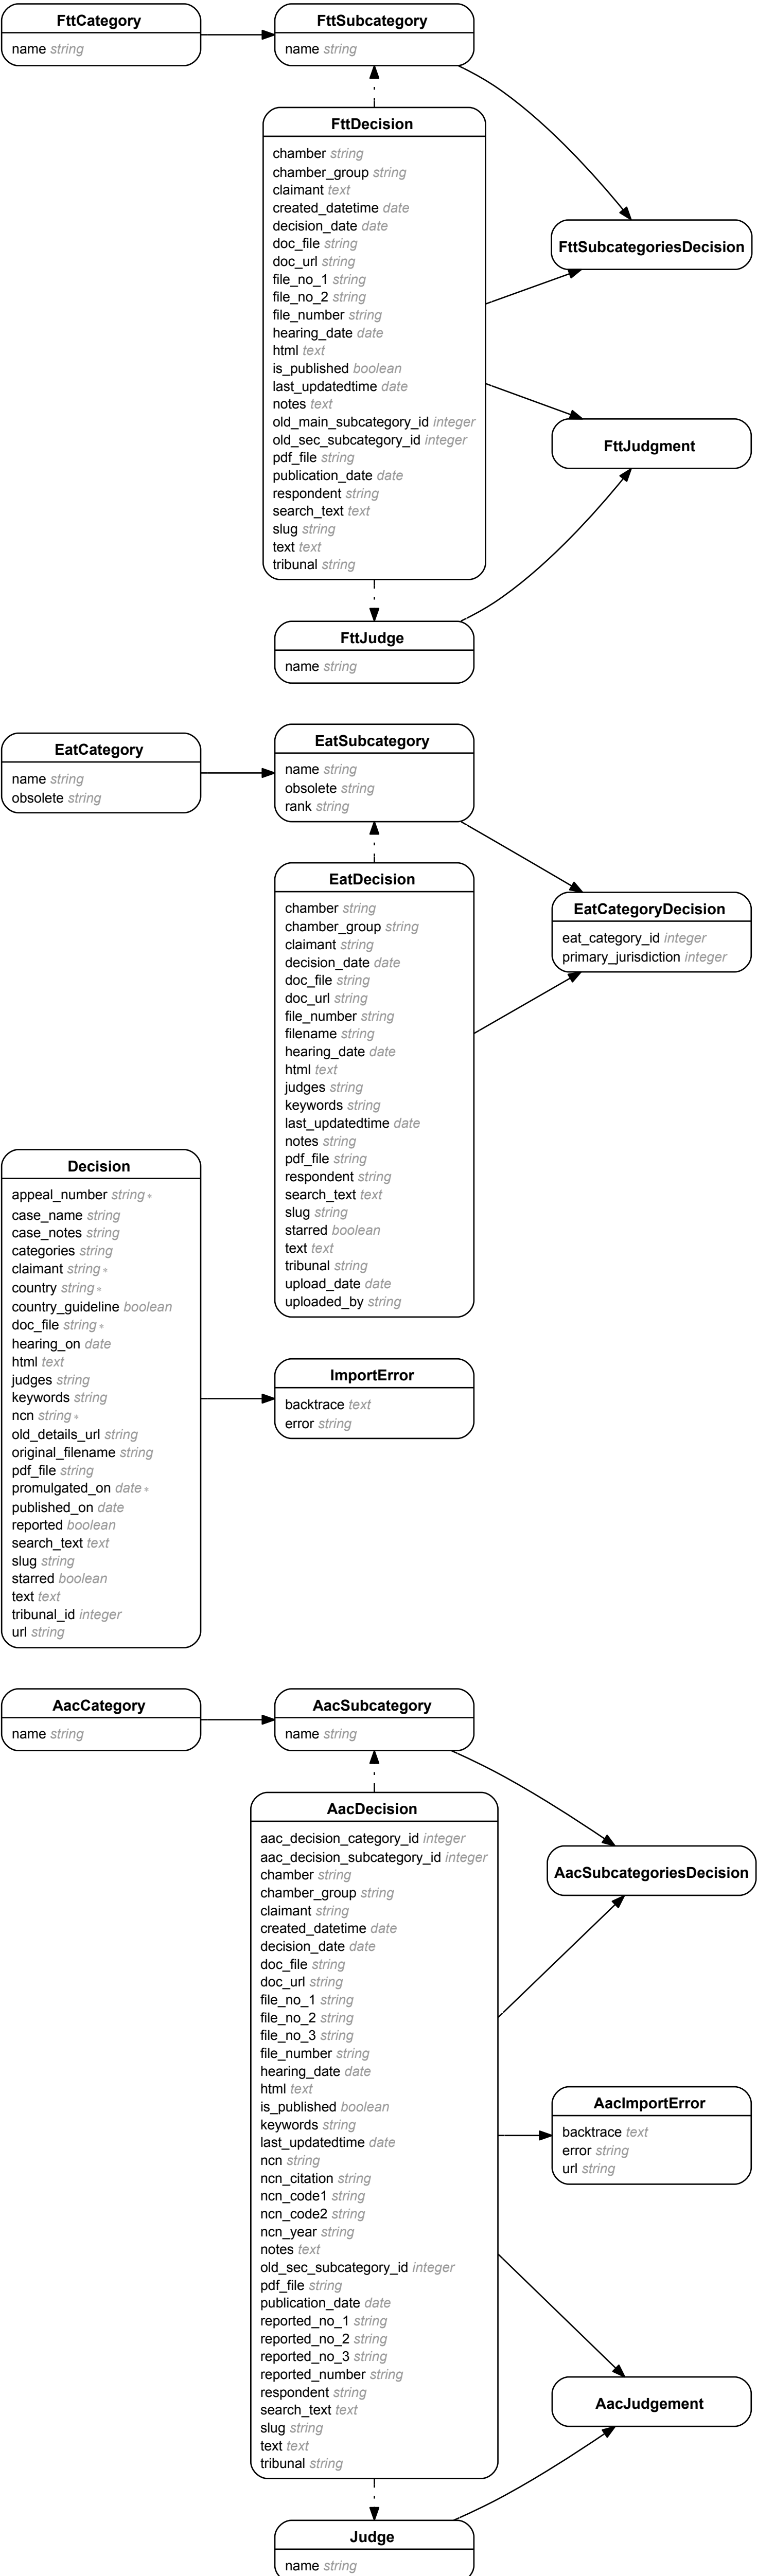 FttCategory
name string
FttSubcategory
name string
FttDecision
chamber string
chamber_group string
claimant text
created_datetime date
decision_date date
doc_file string
doc_url string
file_no_1 string
file_no_2 string
file_number string
hearing_date date
html text
is_published boolean
last_updatedtime date
notes text
old_main_subcategory_id integer
old_sec_subcategory_id integer
pdf_file string
publication_date date
respondent string
search_text text
slug string
text text
tribunal string
FttSubcategoriesDecision
FttJudgment
FttJudge
name string
EatCategory
name string
obsolete string
EatSubcategory
name string
obsolete string
rank string
EatDecision
chamber string
chamber_group string
claimant string
decision_date date
doc_file string
doc_url string
file_number string
filename string
hearing_date date
html text
judges string
keywords string
last_updatedtime date
notes string
pdf_file string
respondent string
search_text text
slug string
starred boolean
text text
tribunal string
upload_date date
uploaded_by string
EatCategoryDecision
eat_category_id integer
primary_jurisdiction integer
Decision
appeal_number string *
case_name string
case_notes string
categories string
claimant string *
country string *
country_guideline boolean
doc_file string *
hearing_on date
html text
judges string
keywords string
ncn string *
old_details_url string
original_filename string
pdf_file string
promulgated_on date *
published_on date
reported boolean
search_text text
slug string
starred boolean
text text
tribunal_id integer
url string
ImportError
backtrace text
error string
AacCategory
name string
AacSubcategory
name string
AacDecision
aac_decision_category_id integer
aac_decision_subcategory_id integer
chamber string
chamber_group string
claimant string
created_datetime date
decision_date date
doc_file string
doc_url string
file_no_1 string
file_no_2 string
file_no_3 string
file_number string
hearing_date date
html text
is_published boolean
keywords string
last_updatedtime date
ncn string
ncn_citation string
ncn_code1 string
ncn_code2 string
ncn_year string
notes text
old_sec_subcategory_id integer
pdf_file string
publication_date date
reported_no_1 string
reported_no_2 string
reported_no_3 string
reported_number string
respondent string
search_text text
slug string
text text
tribunal string
AacSubcategoriesDecision
AacImportError
backtrace text
error string
url string
AacJudgement
Judge
name string